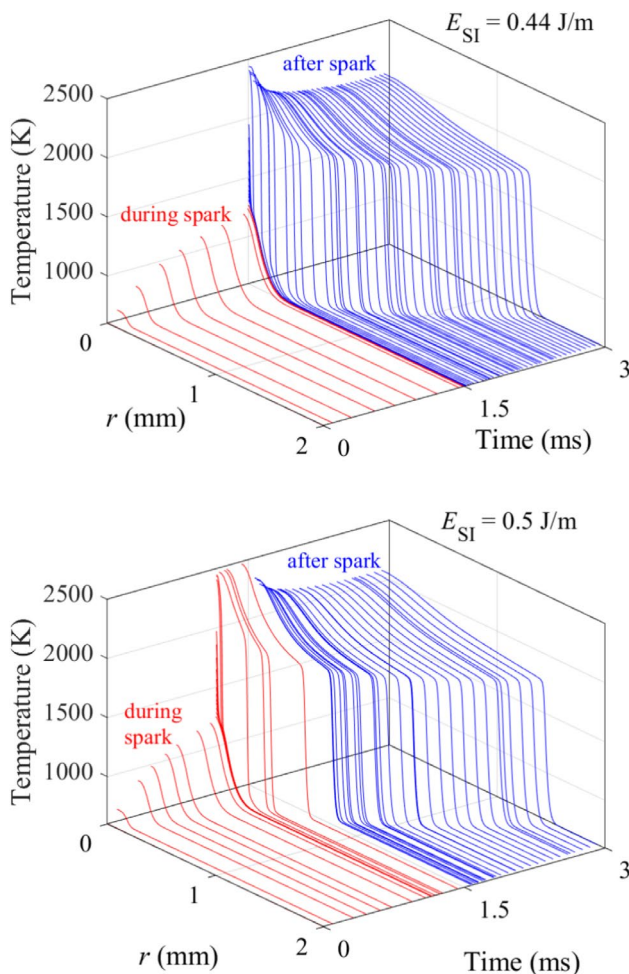 E_SI = 0.44 J/m
after spark
2500
2000
during spark
1500
1000
Temperature (K)
0
1
2
r (mm)
0
1.5
3
Time (ms)
E_SI = 0.5 J/m
after spark
2500
2000
during
spark
1500
1000
Temperature (K)
0
1
2
r (mm)
0
1.5
3
Time (ms)